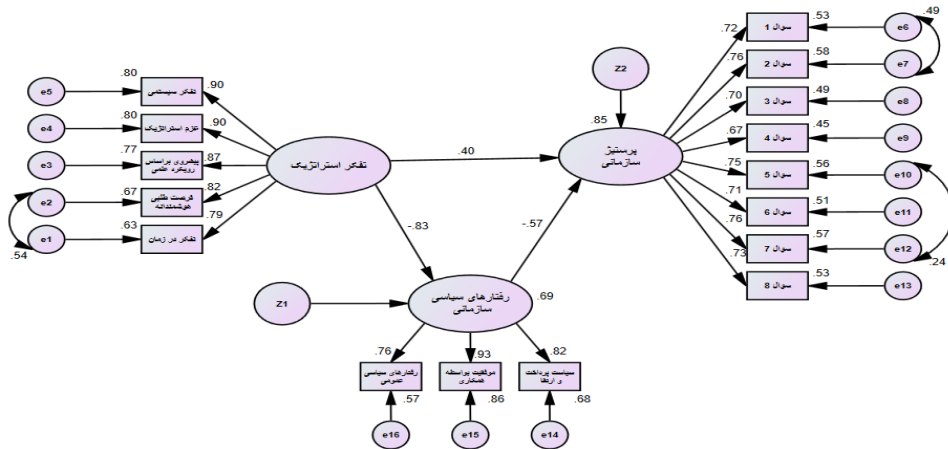 .49
.72
.53
سوال 1
e6
.76
.58
سوال 2
e7
Z2
.70
.49
سوال 3
e8
.85
.67
.45
سوال 4
e9
پرستیژ
سازمانی
.75
.56
سوال 5
e10
.71
.51
سوال 6
e11
.76
.57
سوال 7
e12
.24
.73
.53
سوال 8
e13
.80
.90
تفکر سیستمی
e5
.80
.90
عزم استراتژیک
e4
.77
.87
پیشروی براساس
رویکرد علمی
e3
.67
.82
فرصت طلبی
هوشمندانه
e2
.63
.79
تفکر در زمان
e1
.54
تفکر استراتژیک
.40
-.83
-.57
Z1
رفتارهای سیاسی
سازمانی
.69
.76
.93
.82
رفتارهای سیاسی
عمومی
موفقیت بواسطه
همکاری
سیاست پرداخت
و ارتقا
.57
.86
.68
e16
e15
e14